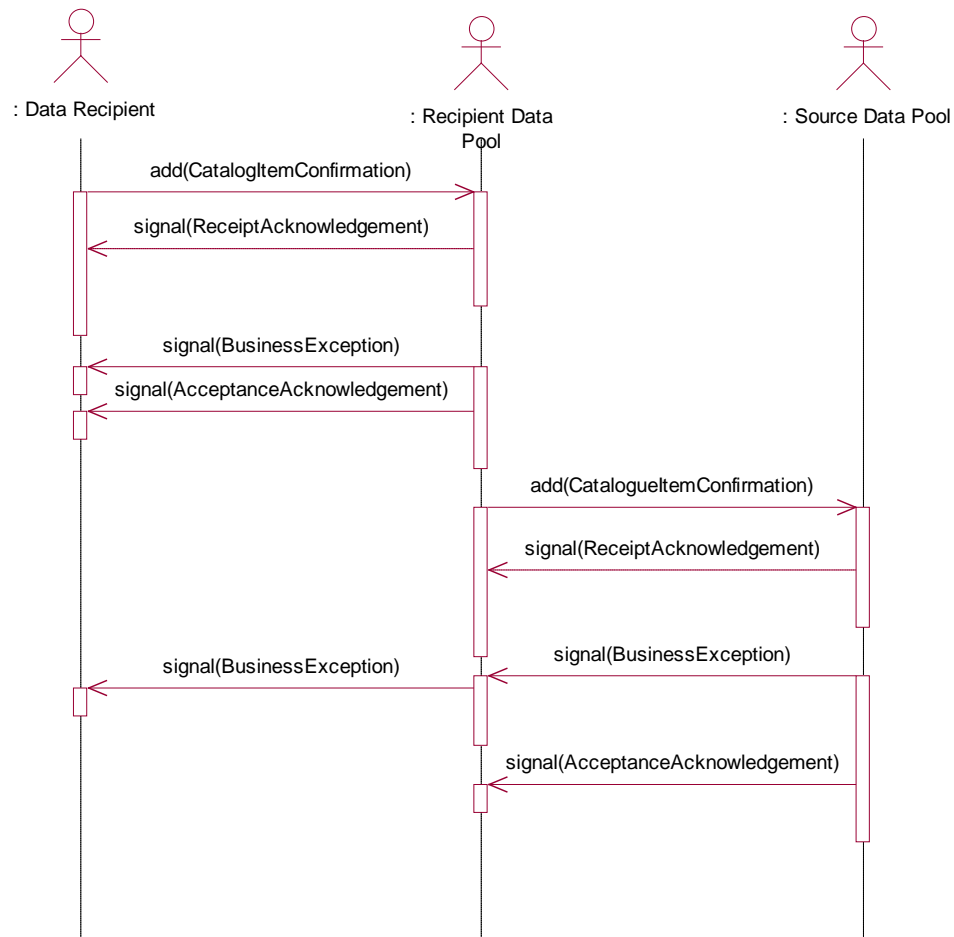 : Data Recipient
: Recipient Data
Pool
: Source Data Pool
add(CatalogItemConfirmation)
signal(ReceiptAcknowledgement)
signal(BusinessException)
signal(AcceptanceAcknowledgement)
add(CatalogueItemConfirmation)
signal(ReceiptAcknowledgement)
signal(BusinessException)
signal(BusinessException)
signal(AcceptanceAcknowledgement)